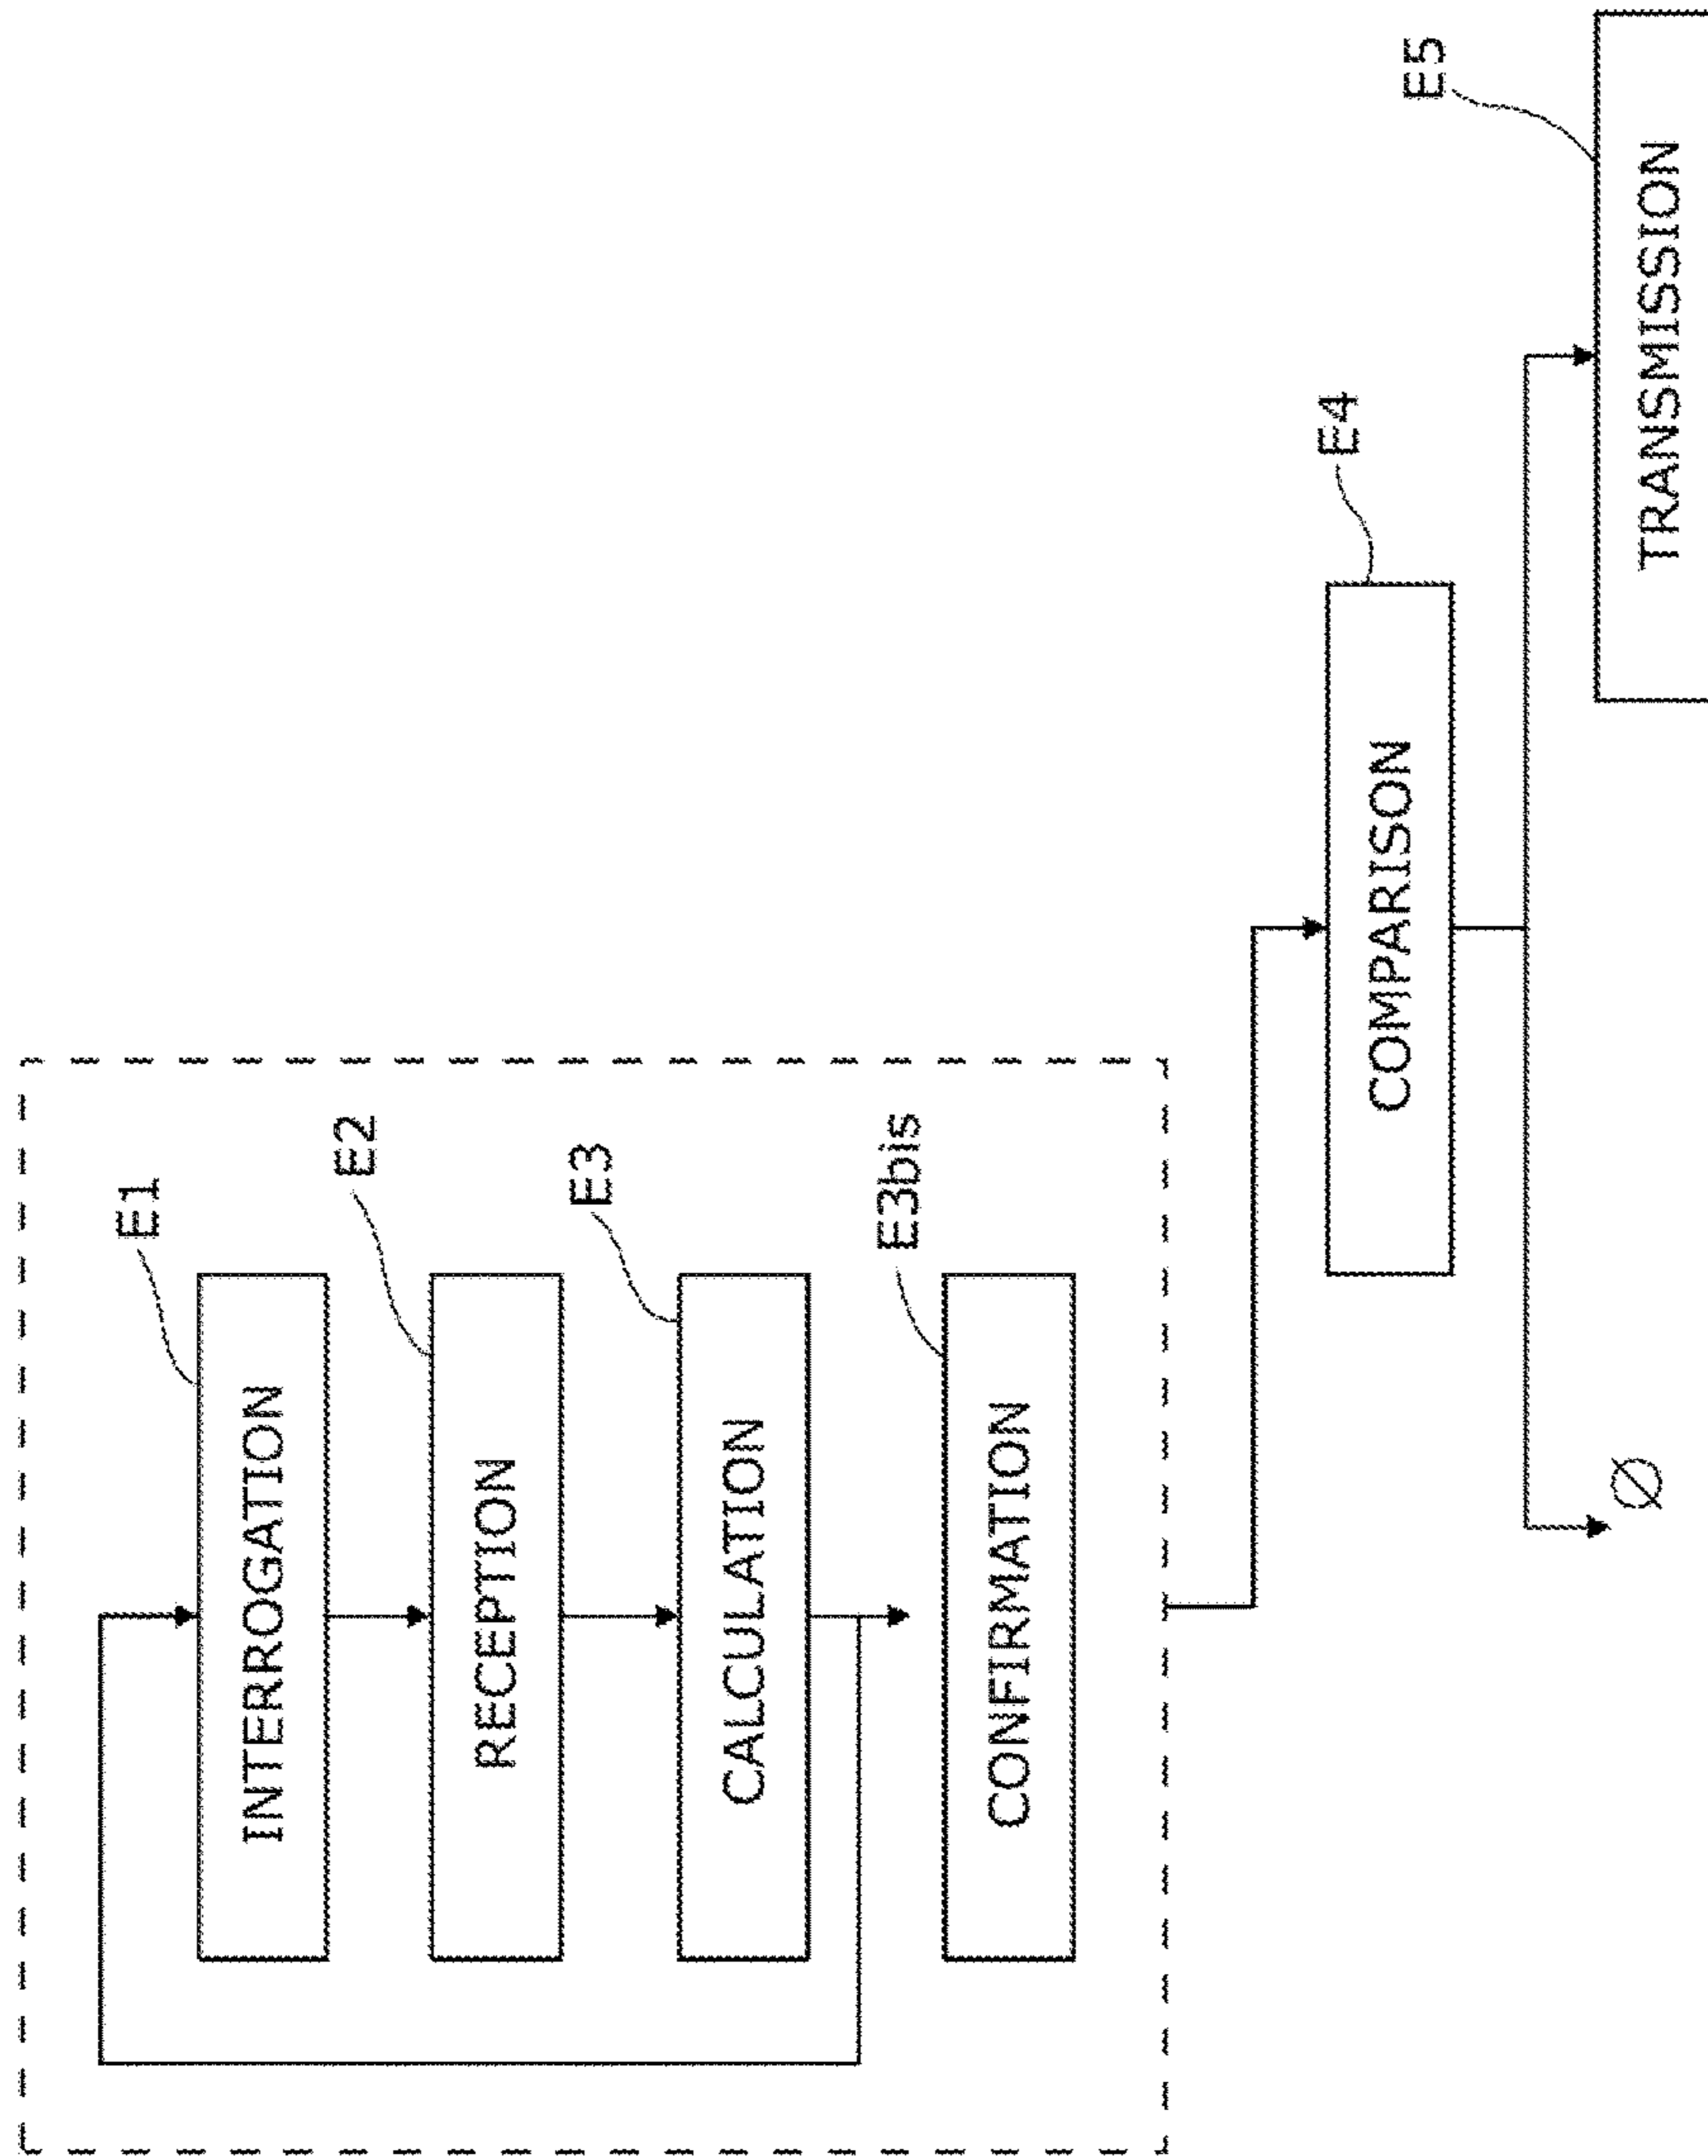 E1
INTERROGATION
E2
RECEPTION
E3
CALCULATION
E3bis
CONFIRMATION
E4
COMPARISON
E5
TRANSMISSION
∅